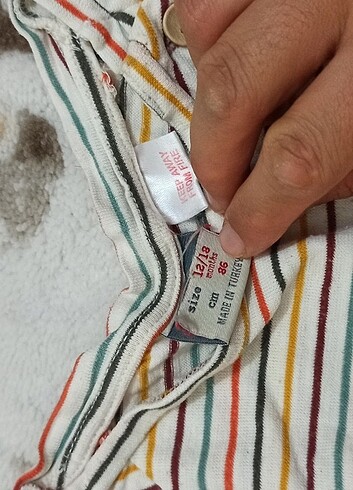 KEEP AWAY
FROM FIRE
size 12/18
MONTHS
cm 86
MADE IN TURKEY